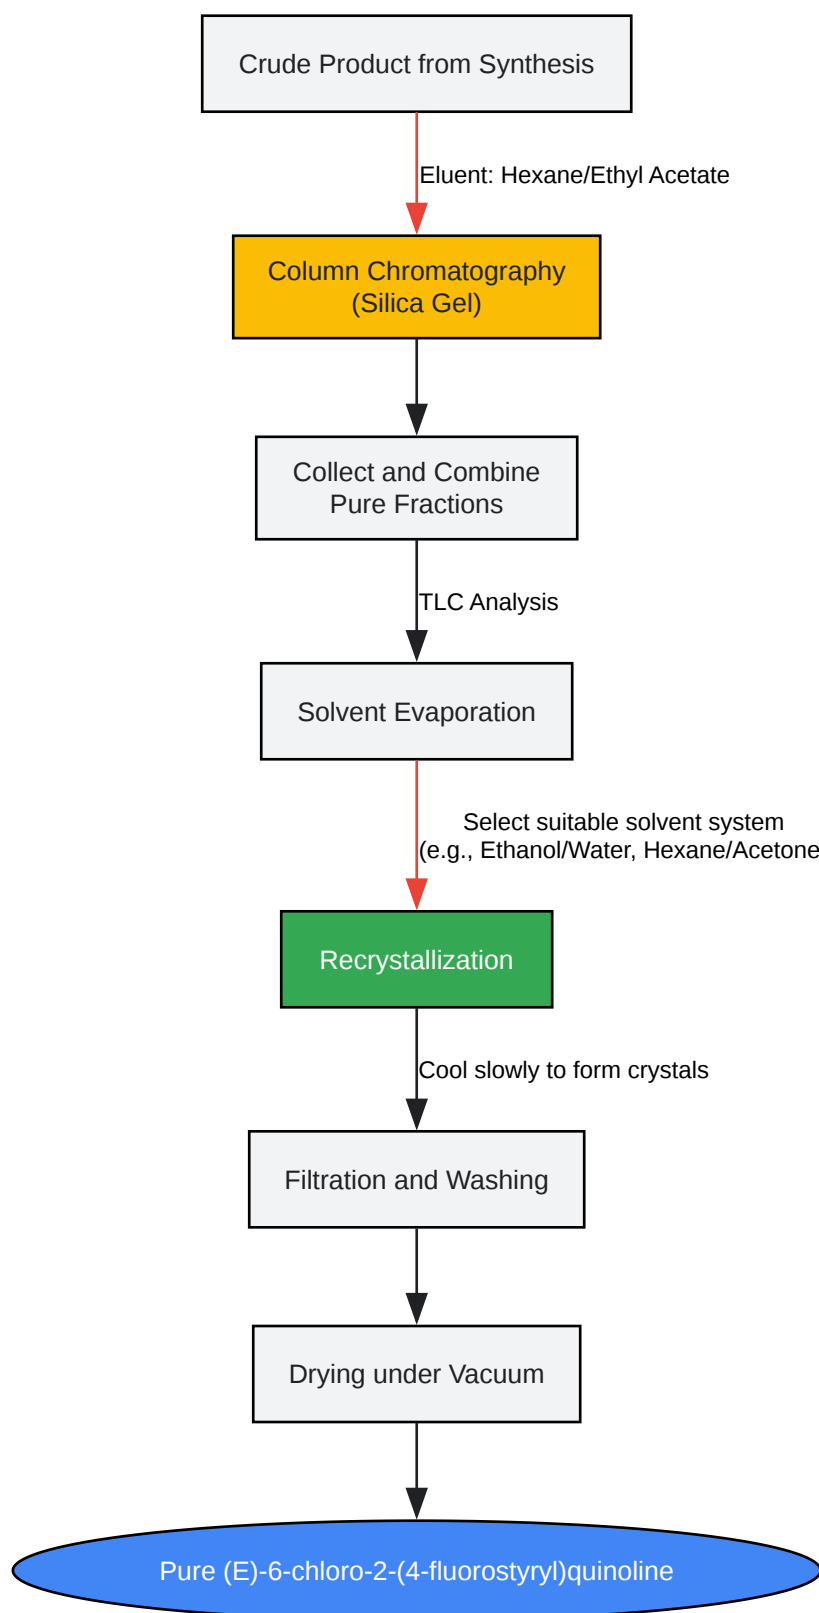 Crude Product from Synthesis
Eluent: Hexane/Ethyl Acetate
Column Chromatography
(Silica Gel)
Collect and Combine
Pure Fractions
TLC Analysis
Solvent Evaporation
Select suitable solvent system
(e.g., Ethanol/Water, Hexane/Acetone
Recrystallization
Cool slowly to form crystals
Filtration and Washing
Drying under Vacuum
Pure (E)-6-chloro-2-(4-fluorostyryl)quinoline